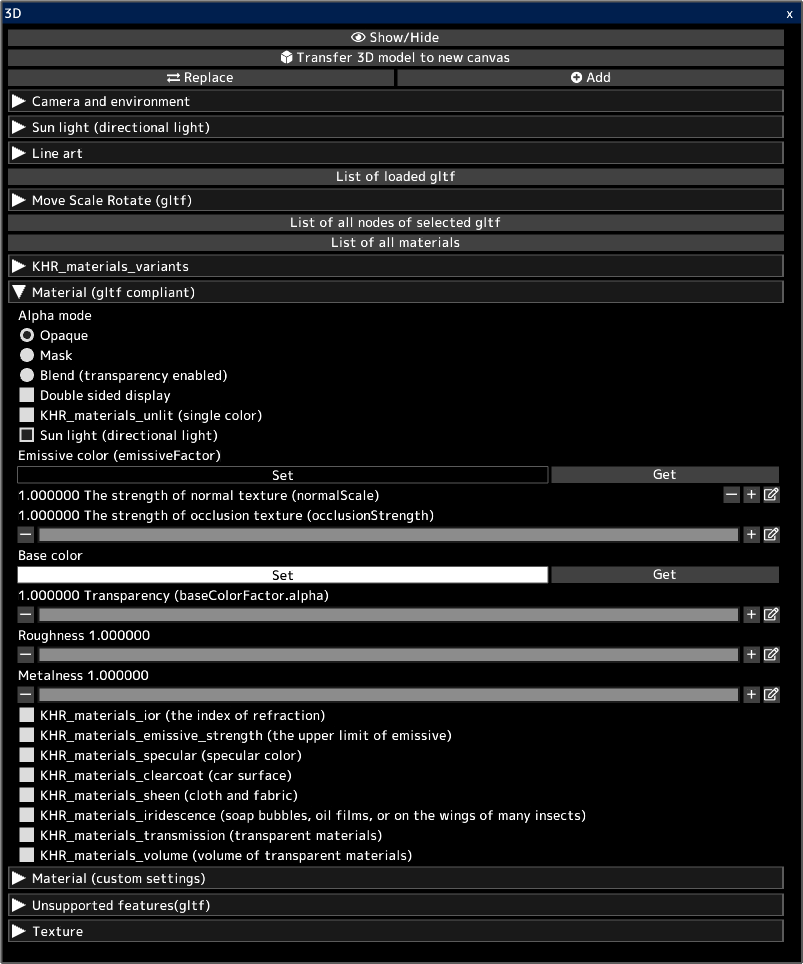 3D x
Show/Hide
Transfer 3D model to new canvas
Replace Add
Camera and environment
Sun light (directional light)
Line art
List of loaded gltf
Move Scale Rotate (gltf)
List of all nodes of selected gltf
List of all materials
KHR_materials_variants
Material (gltf compliant)
Alpha mode
Opaque
Mask
Blend (transparency enabled)
Double sided display
KHR_materials_unlit (single color)
Sun light (directional light)
Emissive color (emissiveFactor)
Set Get
1.000000 The strength of normal texture (normalScale)
1.000000 The strength of occlusion texture (occlusionStrength)
Base color
Set Get
1.000000 Transparency (baseColorFactor.alpha)
Roughness 1.000000
Metalness 1.000000
KHR_materials_ior (the index of refraction)
KHR_materials_emissive_strength (the upper limit of emissive)
KHR_materials_specular (specular color)
KHR_materials_clearcoat (car surface)
KHR_materials_sheen (cloth and fabric)
KHR_materials_iridescence (soap bubbles, oil films, or on the wings of many insects)
KHR_materials_transmission (transparent materials)
KHR_materials_volume (volume of transparent materials)
Material (custom settings)
Unsupported features(gltf)
Texture